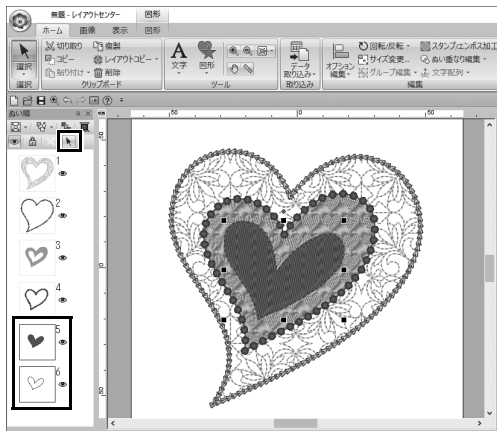 無題 - レイアウトセンター 図形
ホーム 画像 表示 図形
選択
選択
切り取り
コピー
貼り付け
複製
レイアウトコピー
削除
クリップボード
文字
図形
ツール
データ
取り込み
取り込み
オプション
編集
回転/反転
サイズ変更...
グループ編集
スタンプ/エンボス加工
ぬい重なり編集
文字配列
編集
ぬい順
50 0 50
50
0
50
1
2
3
4
5
6